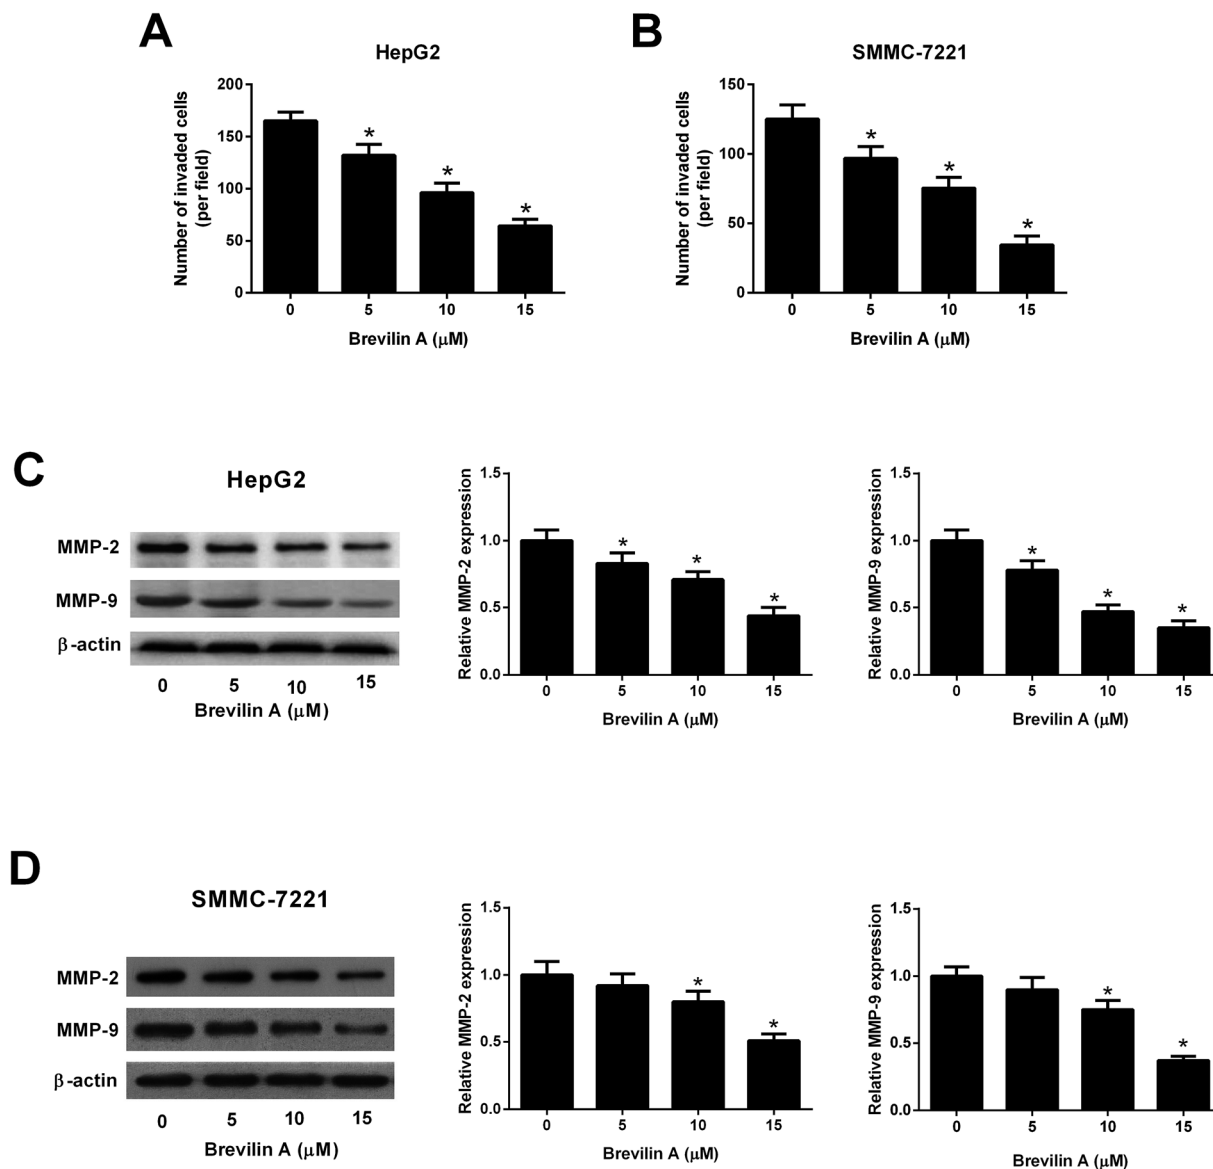 A
HepG2
Number of invaded cells
(per field)
200
150
100
50
0
*
*
*
0 5 10 15
Brevilin A (μM)
B
SMMC-7221
Number of invaded cells
(per field)
150
100
50
0
*
*
*
0 5 10 15
Brevilin A (μM)
C
HepG2
MMP-2
MMP-9
β-actin
0 5 10 15
Brevilin A (μM)
Relative MMP-2 expression
1.5
1.0
0.5
0.0
*
*
*
0 5 10 15
Brevilin A (μM)
Relative MMP-9 expression
1.5
1.0
0.5
0.0
*
*
*
0 5 10 15
Brevilin A (μM)
D
SMMC-7221
MMP-2
MMP-9
β-actin
0 5 10 15
Brevilin A (μM)
Relative MMP-2 expression
1.5
1.0
0.5
0.0
*
*
0 5 10 15
Brevilin A (μM)
Relative MMP-9 expression
1.5
1.0
0.5
0.0
*
*
0 5 10 15
Brevilin A (μM)